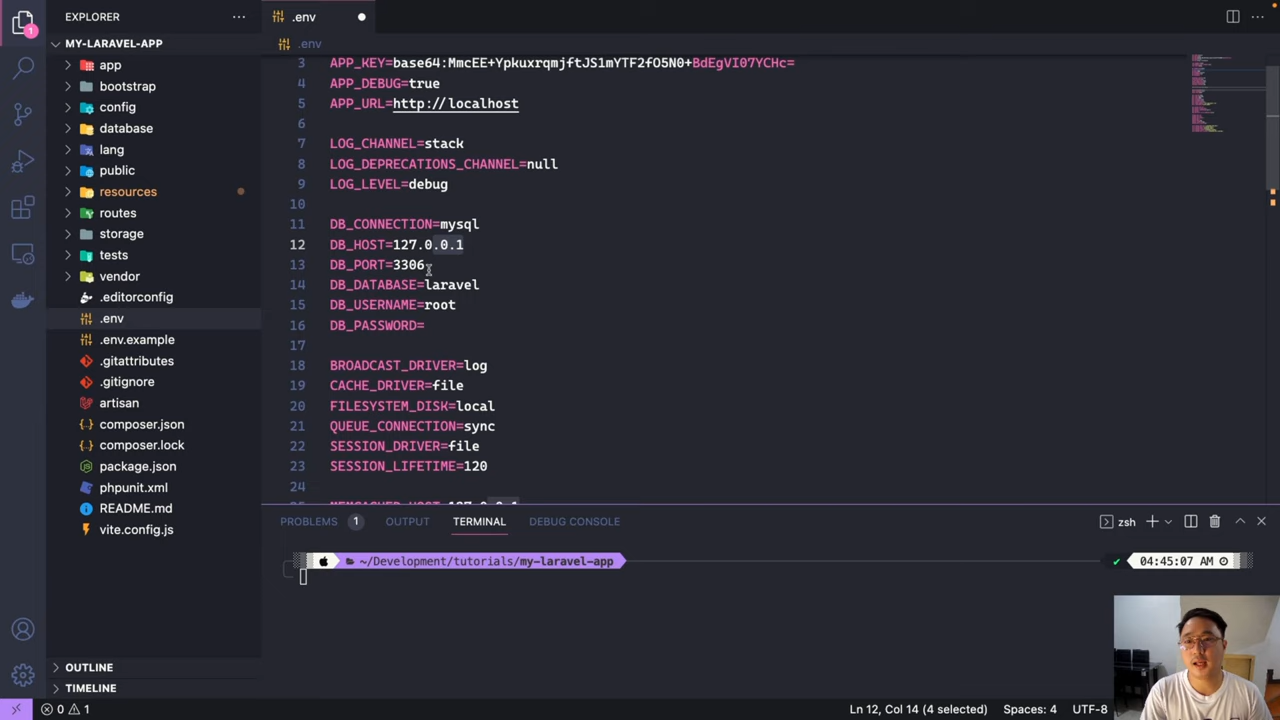 EXPLORER
.env
MY-LARAVEL-APP
.env
app
bootstrap
config
database
lang
public
resources
routes
storage
tests
vendor
.editorconfig
.env
.env.example
.gitattributes
.gitignore
artisan
composer.json
composer.lock
package.json
phpunit.xml
README.md
vite.config.js
OUTLINE
TIMELINE
3 APP_KEY=base64:MmcEE+YpkuxrqmjftJS1mYTF2fO5N0+BdEgVI07YCHc=
4 APP_DEBUG=true
5 APP_URL=http://localhost
6
7 LOG_CHANNEL=stack
8 LOG_DEPRECATIONS_CHANNEL=null
9 LOG_LEVEL=debug
10
11 DB_CONNECTION=mysql
12 DB_HOST=127.0.0.1
13 DB_PORT=3306
14 DB_DATABASE=laravel
15 DB_USERNAME=root
16 DB_PASSWORD=
17
18 BROADCAST_DRIVER=log
19 CACHE_DRIVER=file
20 FILESYSTEM_DISK=local
21 QUEUE_CONNECTION=sync
22 SESSION_DRIVER=file
23 SESSION_LIFETIME=120
24
PROBLEMS 1 OUTPUT TERMINAL DEBUG CONSOLE zsh
~/Development/tutorials/my-laravel-app 04:45:07 AM
0 1 Ln 12, Col 14 (4 selected) Spaces: 4 UTF-8